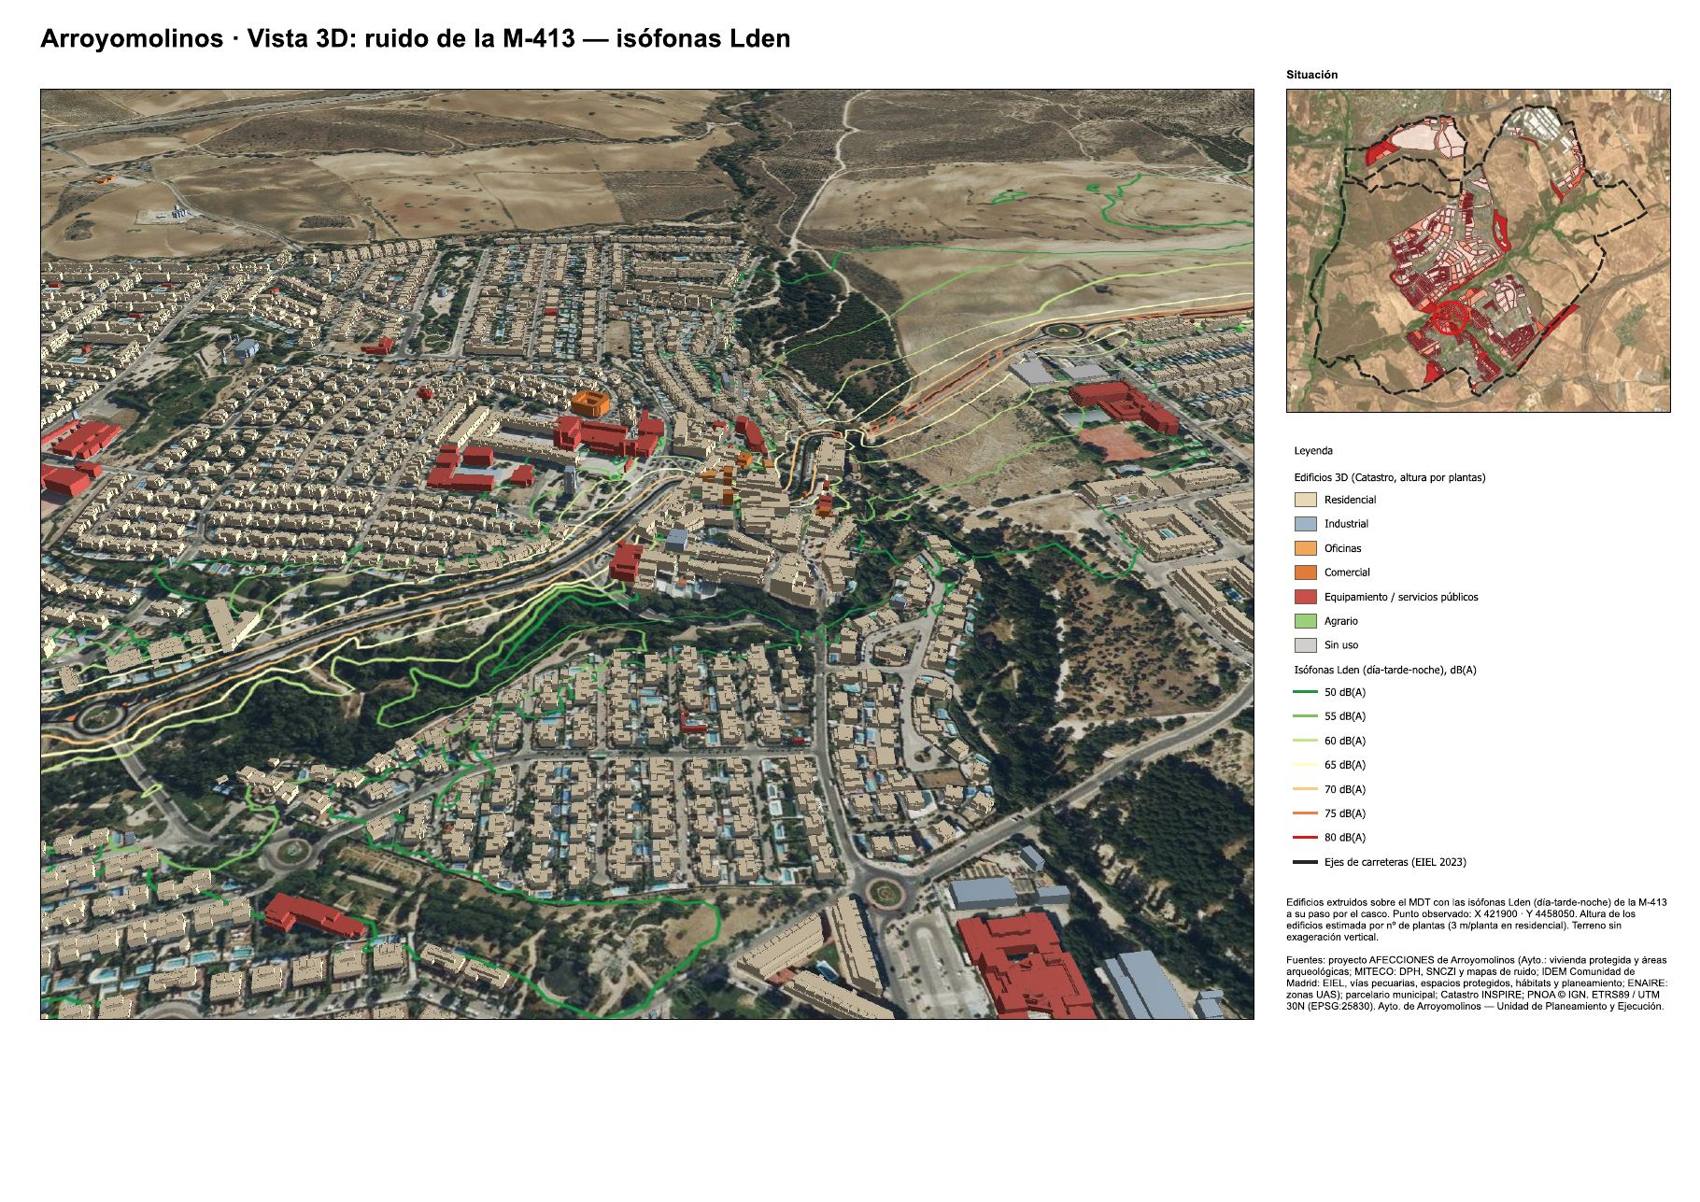 Arroyomolinos · Vista 3D: ruido de la M-413 — isófonas Lden
Situación
Leyenda
Edificios 3D (Catastro, altura por plantas)
Residencial
Industrial
Oficinas
Comercial
Equipamiento / servicios públicos
Agrario
Sin uso
Isófonas Lden (día-tarde-noche), dB(A)
50 dB(A)
55 dB(A)
60 dB(A)
65 dB(A)
70 dB(A)
75 dB(A)
80 dB(A)
Ejes de carreteras (EIEL 2023)
Edificios extruidos sobre el MDT con las isófonas Lden (día-tarde-noche) de la M-413
a su paso por el casco. Punto observado: X 421900 · Y 4458050. Altura de los
edificios estimada por nº de plantas (3 m/planta en residencial). Terreno sin
exageración vertical.
Fuentes: proyecto AFECCIONES de Arroyomolinos (Ayto.: vivienda protegida y áreas
arqueológicas; MITECO: DPH, SNCZI y mapas de ruido; IDEM Comunidad de
Madrid: EIEL, vías pecuarias, espacios protegidos, hábitats y planeamiento; ENAIRE:
zonas UAS); parcelario municipal; Catastro INSPIRE; PNOA © IGN. ETRS89 / UTM
30N (EPSG:25830). Ayto. de Arroyomolinos — Unidad de Planeamiento y Ejecución.